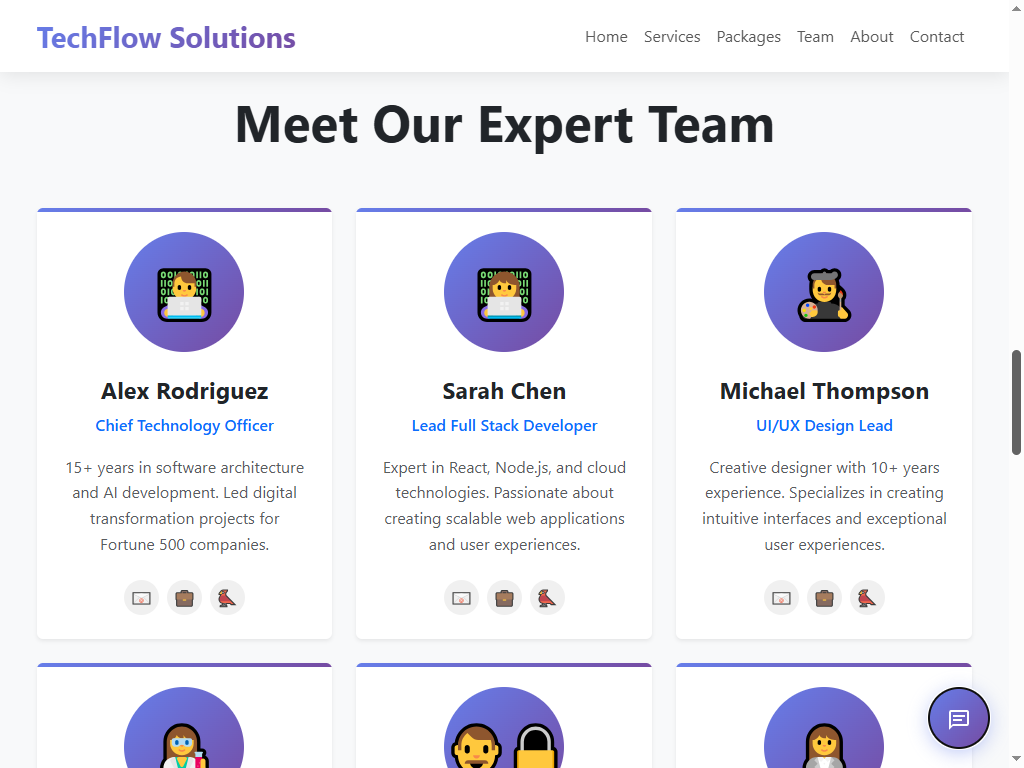 TechFlow Solutions
Home Services Packages Team About Contact
Meet Our Expert Team
Alex Rodriguez
Chief Technology Officer
15+ years in software architecture
and AI development. Led digital
transformation projects for
Fortune 500 companies.
Sarah Chen
Lead Full Stack Developer
Expert in React, Node.js, and cloud
technologies. Passionate about
creating scalable web applications
and user experiences.
Michael Thompson
UI/UX Design Lead
Creative designer with 10+ years
experience. Specializes in creating
intuitive interfaces and exceptional
user experiences.